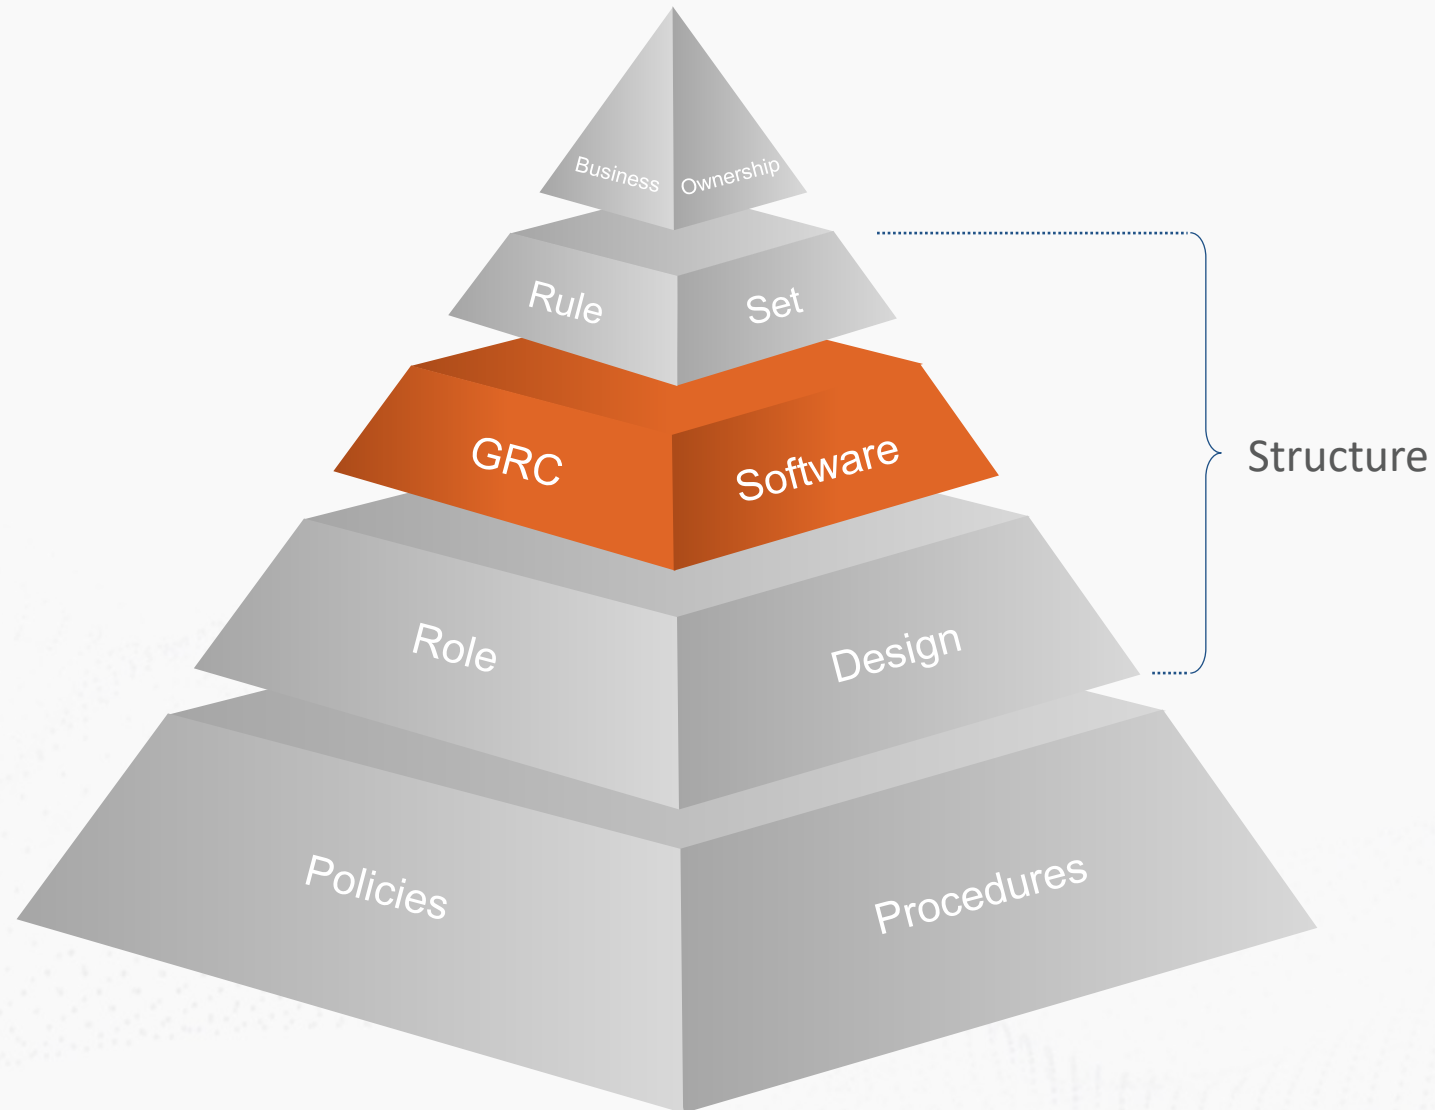 Business Ownership
Rule Set
GRC Software
Structure
Role Design
Policies Procedures